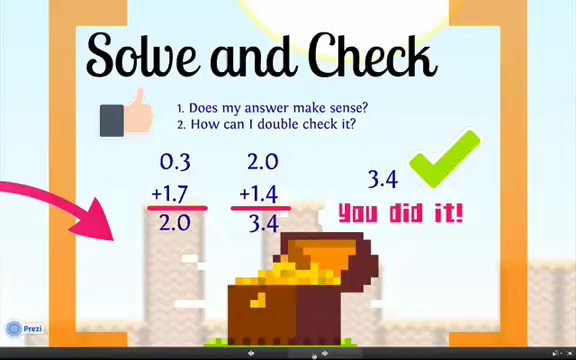 Solve and Check
1. Does my answer make sense?
2. How can I double check it?
0.3 2.0
+1.7 +1.4 3.4
2.0 3.4
You did it!
Prezi